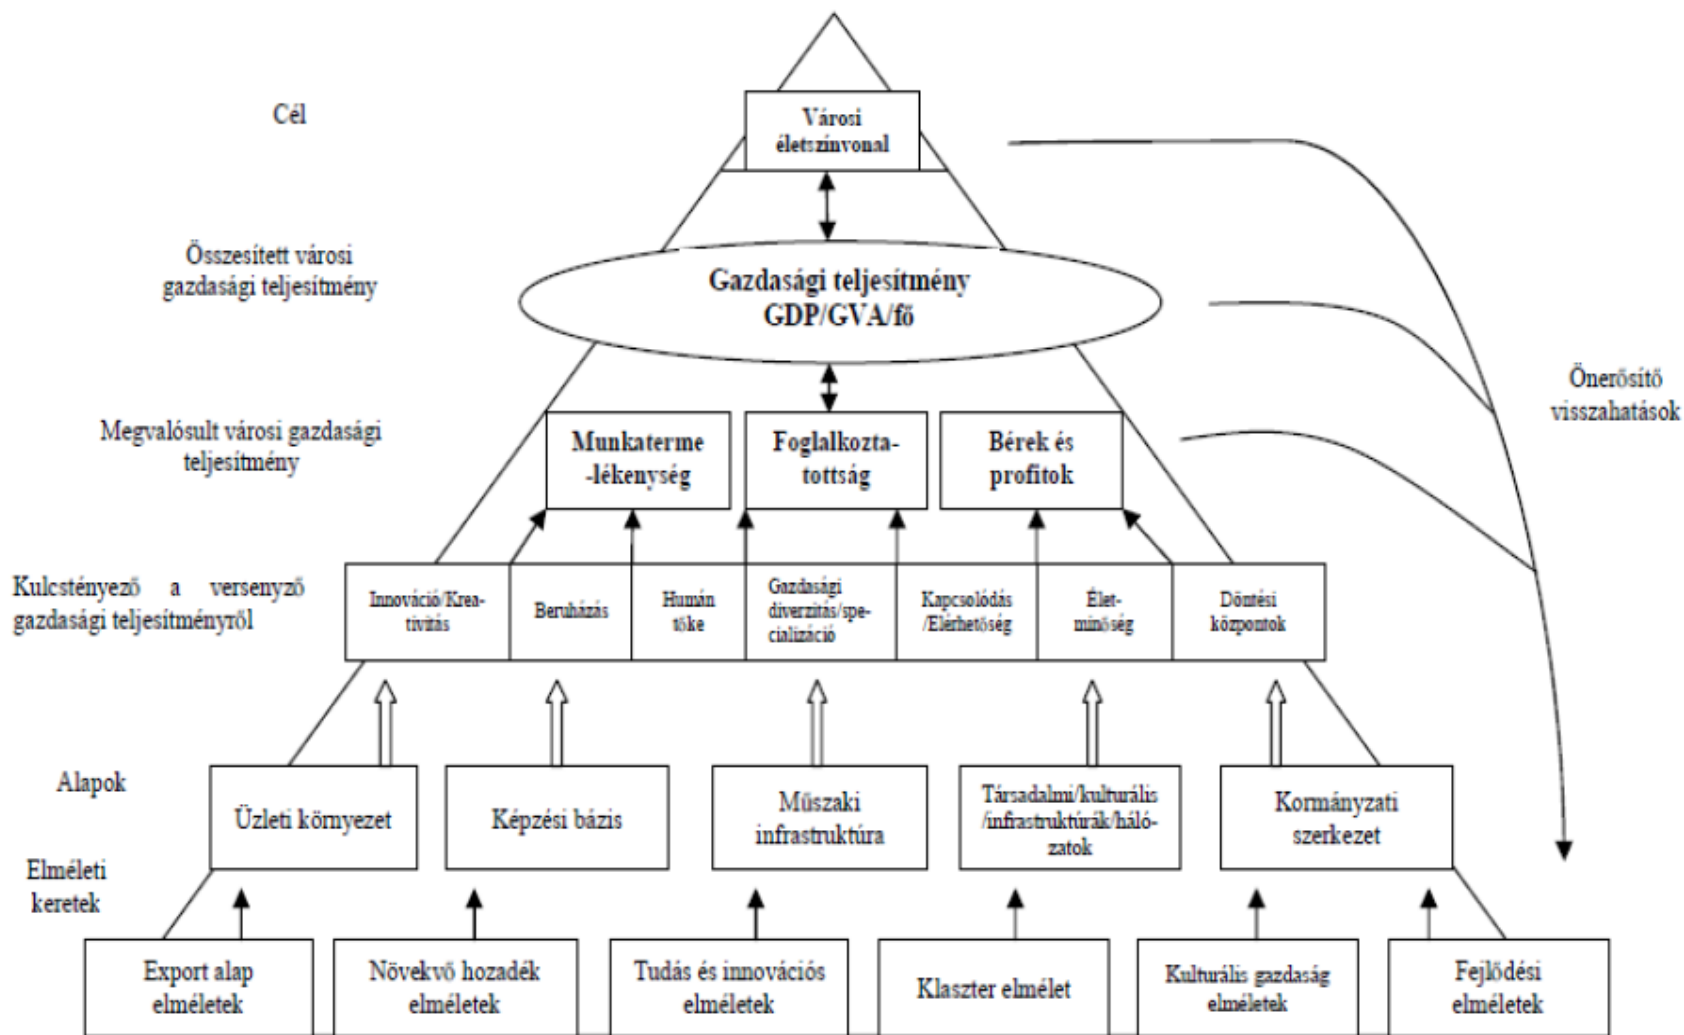 Cél
Városi
életszínvonal
Összesített városi
gazdasági teljesítmény
Gazdasági teljesítmény
GDP/GVA/fő
Önerősítő
visszahatások
Megvalósult városi gazdasági
teljesítmény
Munkaterme
-lékenység
Foglalkozta-
tottság
Bérek és
profitok
Kulcstényező a versenyző
gazdasági teljesítményről
Innováció/Krea-
tivitás
Beruházás
Humán
tőke
Gazdasági
diverzitás/spe-
cializáció
Kapcsolódás
/Elérhetőség
Élet-
minőség
Döntési
központok
Alapok
Üzleti környezet
Képzési bázis
Műszaki
infrastruktúra
Társadalmi/kulturális
/infrastruktúrák/háló-
zatok
Kormányzati
szerkezet
Elméleti
keretek
Export alap
elméletek
Növekvő hozadék
elméletek
Tudás és innovációs
elméletek
Klaszter elmélet
Kulturális gazdaság
elméletek
Fejlődési
elméletek